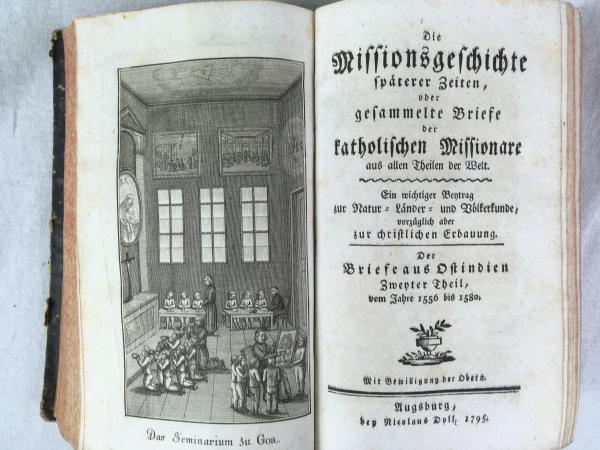 Das Seminarium zu Goa.
Die
Missionsgeschichte
späterer Zeiten,
oder
gesammelte Briefe
der
katholischen Missionare
aus allen Theilen der Welt.
Ein wichtiger Beytrag
zur Natur- Länder- und Völkerkunde,
vorzüglich aber
zur christlichen Erbauung.
Der
Briefe aus Ostindien
Zweyter Theil,
vom Jahre 1556 bis 1580.
Mit Bewilligung der Obern.
Augsburg,
bey Nicolaus Doll, 1795.